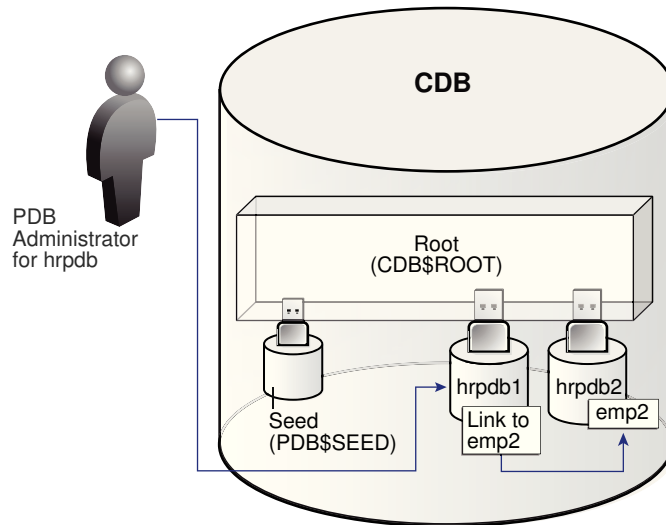 CDB
PDB
Administrator
for hrpdb
Root
(CDB$ROOT)
hrpdb1
hrpdb2
Link to
emp2
emp2
Seed
(PDB$SEED)